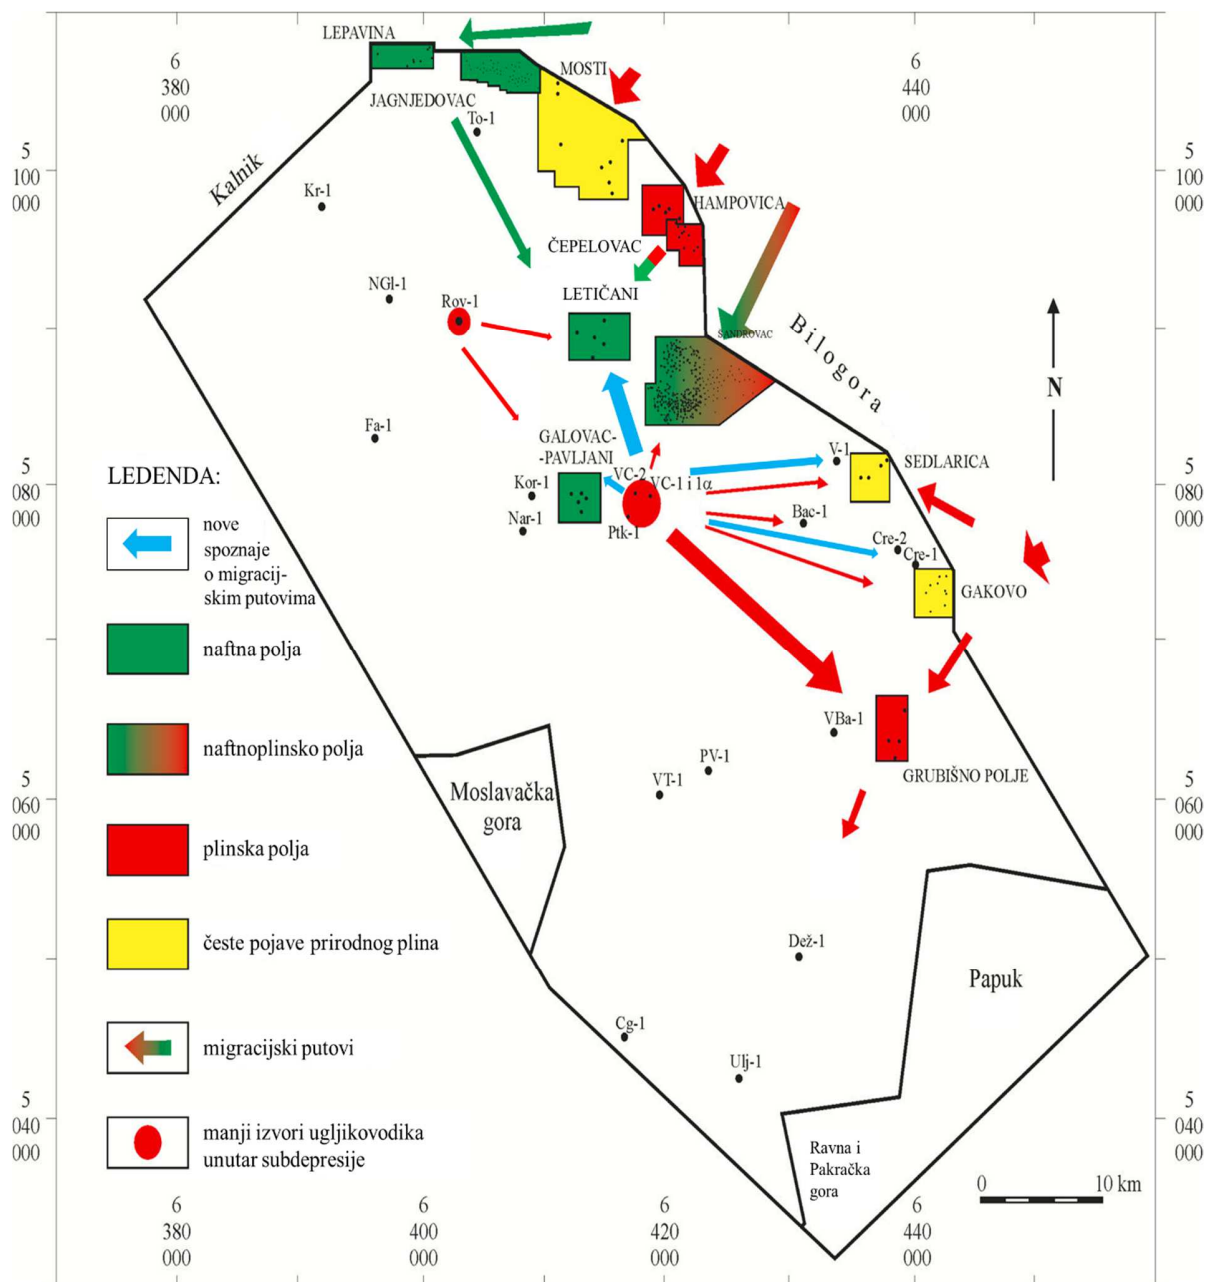 LEPAVINA
6
380
000
MOSTI
6
440
000
JAGNJEDOVAC
To-1
5
100
000
Kalnik
Kr-1
5
100
000
HAMPOVICA
ČEPELOVAC
NGl-1
LETIČANI
Rov-1
ŠANDROVAC
Bilogora
N
Fa-1
GALOVAC-
-PAVLJANI
V-1
SEDLARICA
5
080
000
LEDENDA:
Kor-1
VC-2
VC-1 i 1α
5
080
000
Nar-1
Ptk-1
Bac-1
Cre-2
Cre-1
GAKOVO
nove
spoznaje
o migracij-
skim putovima
naftna polja
naftnoplinsko polja
VBa-1
PV-1
VT-1
GRUBIŠNO POLJE
5
060
000
Moslavačka
gora
5
060
000
plinska polja
česte pojave prirodnog plina
Dež-1
Papuk
Cg-1
migracijski putovi
Ulj-1
5
040
000
5
040
000
manji izvori ugljikovodika
unutar subdepresije
Ravna i
Pakračka
gora
0
10 km
6
380
000
6
400
000
6
420
000
6
440
000